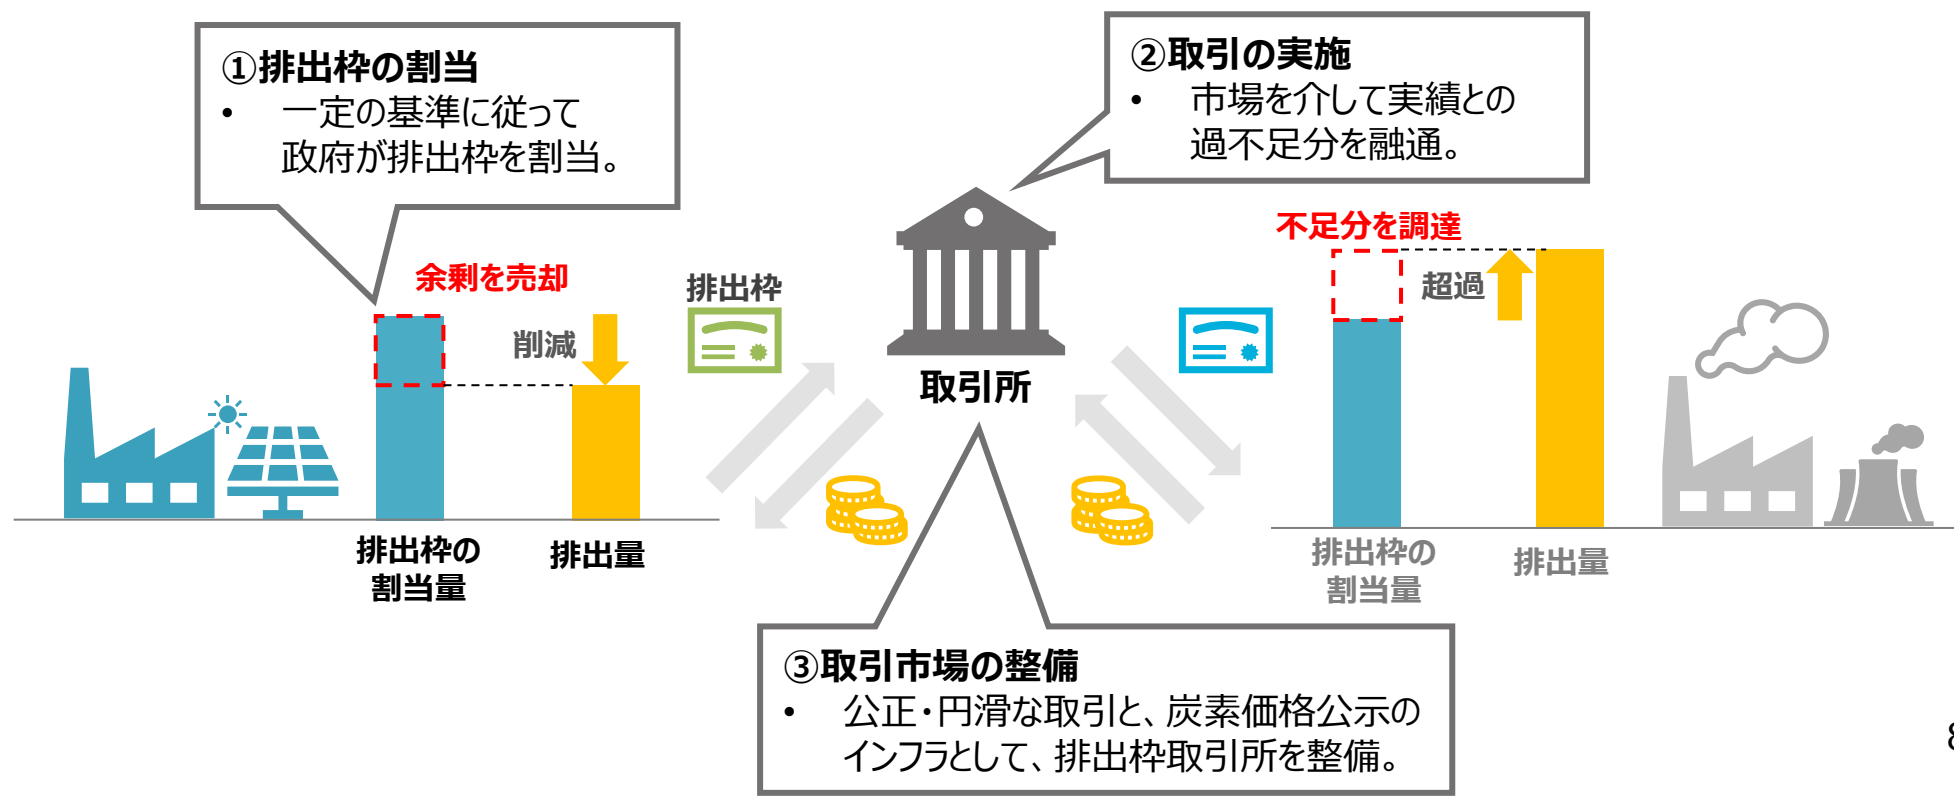 ①排出枠の割当
• 一定の基準に従って
政府が排出枠を割当。
②取引の実施
• 市場を介して実績との
過不足分を融通。
余剰を売却
削減
排出枠
取引所
不足分を調達
超過
排出枠の
割当量
排出量
排出枠の
割当量
排出量
③取引市場の整備
• 公正・円滑な取引と、炭素価格公示の
インフラとして、排出枠取引所を整備。